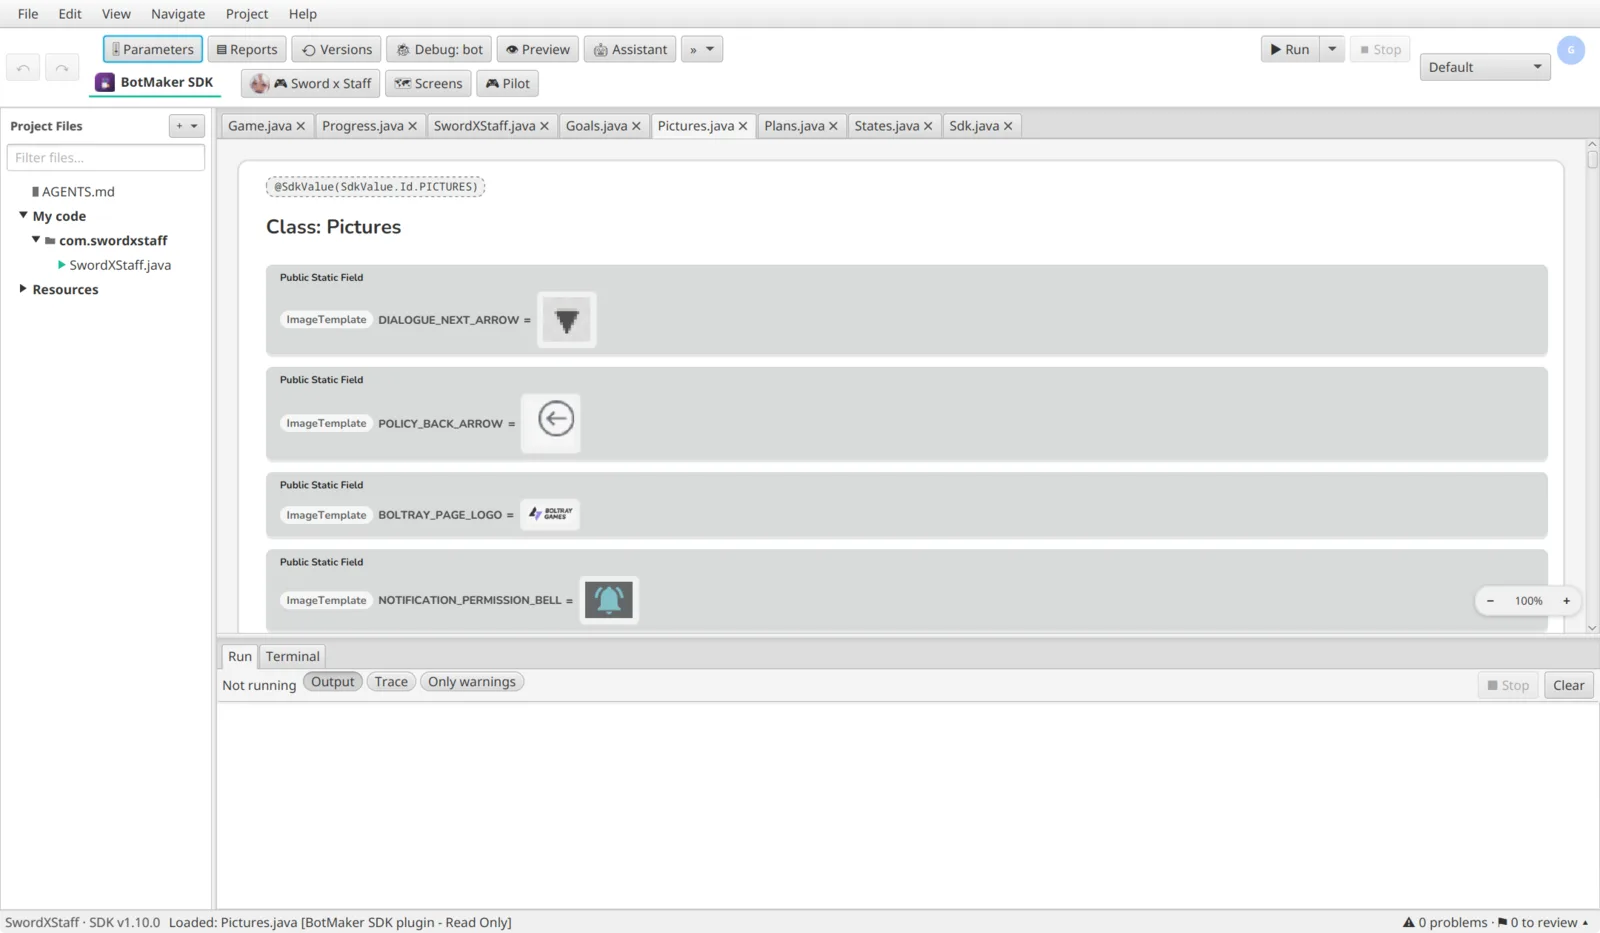 File Edit View Navigate Project Help
Parameters Reports Versions Debug: bot Preview Assistant » Run Stop
Default
G
BotMaker SDK Sword x Staff Screens Pilot
Project Files +
Filter files...
AGENTS.md
My code
com.swordxstaff
SwordXStaff.java
Resources
Game.java Progress.java SwordXStaff.java Goals.java Pictures.java Plans.java States.java Sdk.java
@SdkValue(SdkValue.Id.PICTURES)
Class: Pictures
Public Static Field
ImageTemplate DIALOGUE_NEXT_ARROW =
Public Static Field
ImageTemplate POLICY_BACK_ARROW =
Public Static Field
ImageTemplate BOLTRAY_PAGE_LOGO = BOLTRAY GAMES
Public Static Field
ImageTemplate NOTIFICATION_PERMISSION_BELL =
− 100% +
Run Terminal
Not running Output Trace Only warnings Stop Clear
SwordXStaff · SDK v1.10.0 Loaded: Pictures.java [BotMaker SDK plugin - Read Only] 0 problems · 0 to review